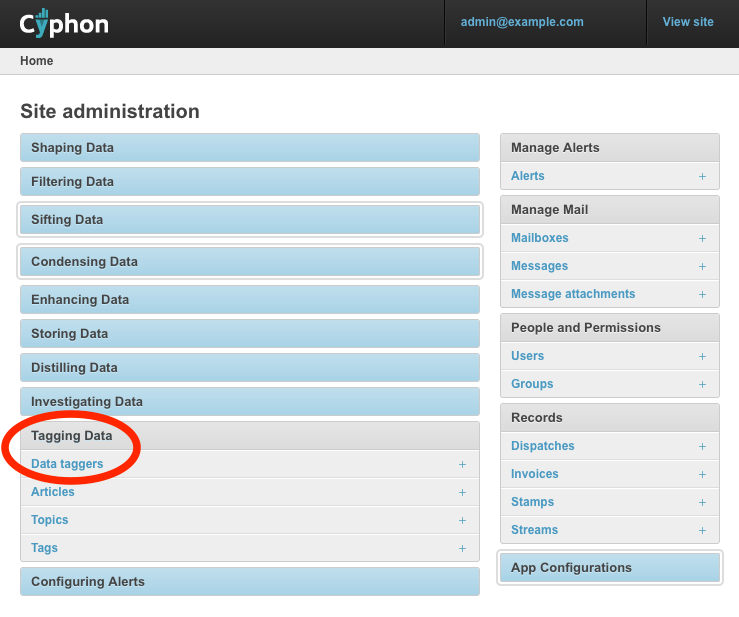 Cyphon
admin@example.com
View site
Home
Site administration
Shaping Data
Filtering Data
Sifting Data
Condensing Data
Enhancing Data
Storing Data
Distilling Data
Investigating Data
Tagging Data
Data taggers +
Articles +
Topics +
Tags +
Configuring Alerts
Manage Alerts
Alerts +
Manage Mail
Mailboxes +
Messages +
Message attachments +
People and Permissions
Users +
Groups +
Records
Dispatches +
Invoices +
Stamps +
Streams +
App Configurations